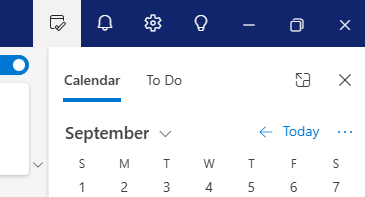 Calendar To Do
September Today
S M T W T F S
1 2 3 4 5 6 7